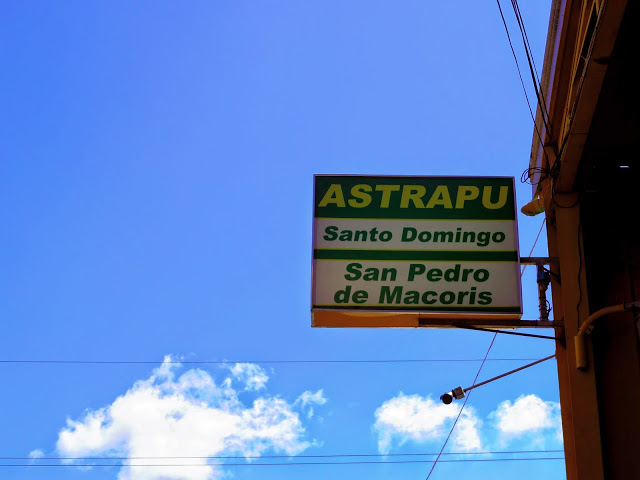 ASTRAPU
Santo Domingo
San Pedro
de Macoris